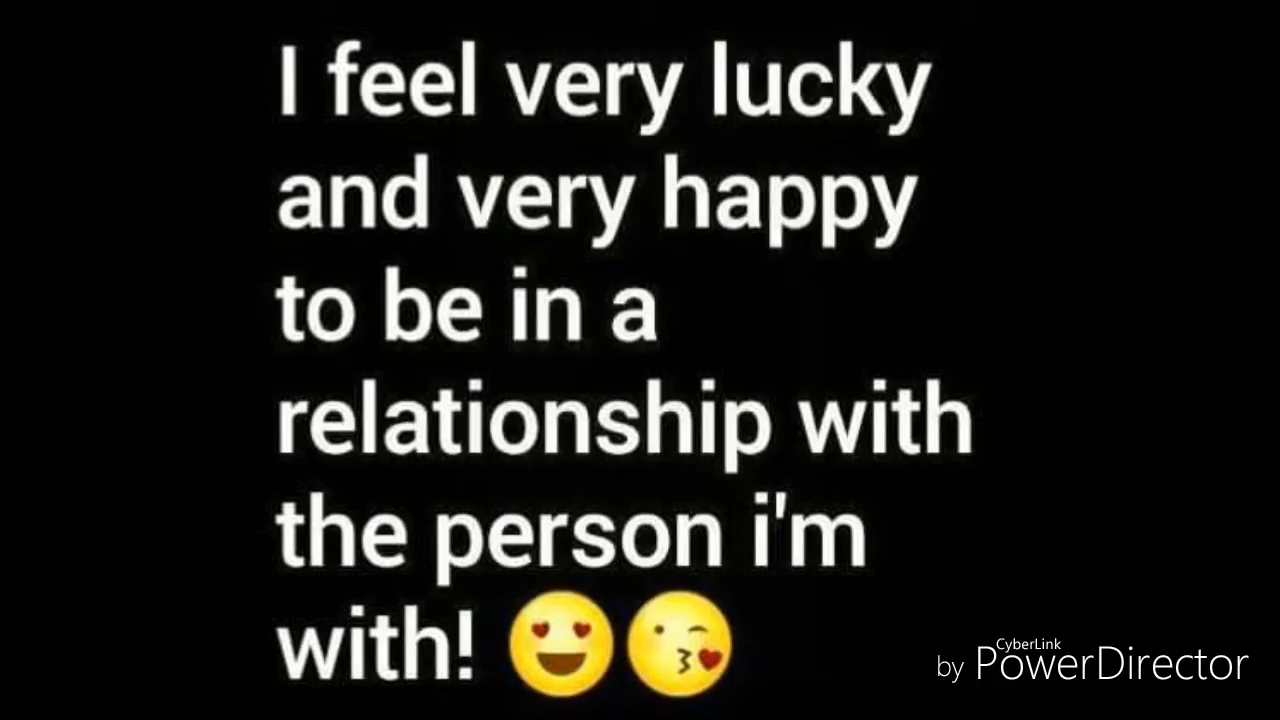 I feel very lucky
and very happy
to be in a
relationship with
the person i'm
with! 😍😘
CyberLink
by PowerDirector